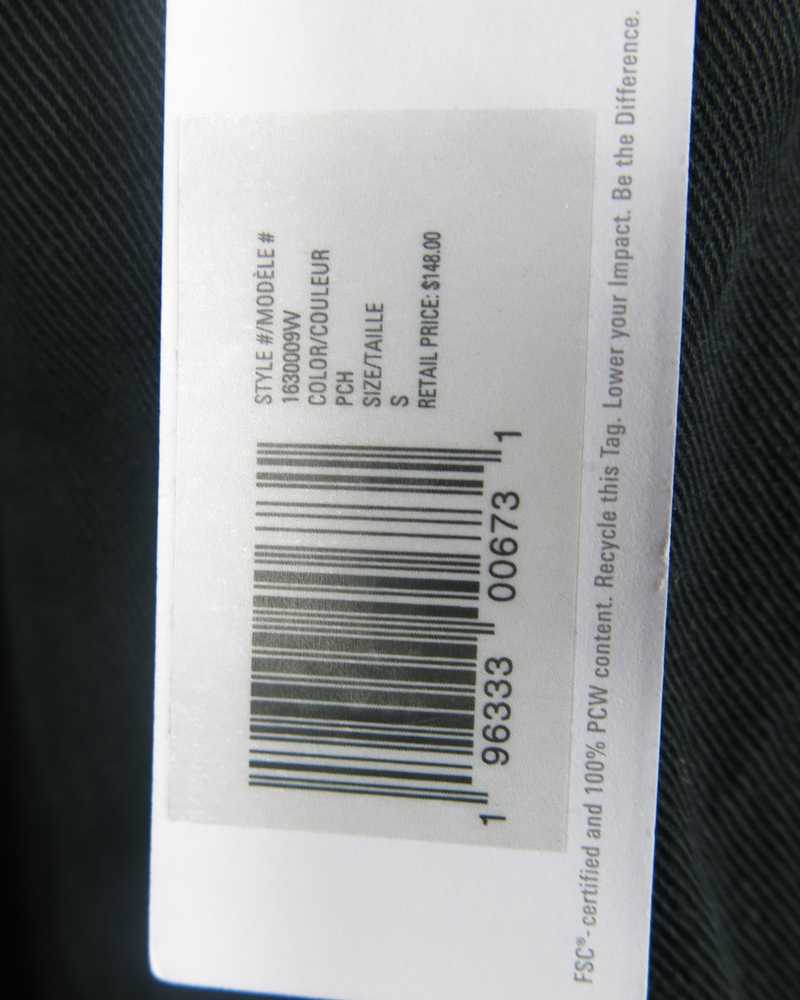 STYLE #/MODÈLE #
1630009W
COLOR/COULEUR
PCH
SIZE/TAILLE
S
RETAIL PRICE: $148.00
1 96333 00673 1
FSC®-certified and 100% PCW content. Recycle this Tag. Lower your Impact. Be the Difference.